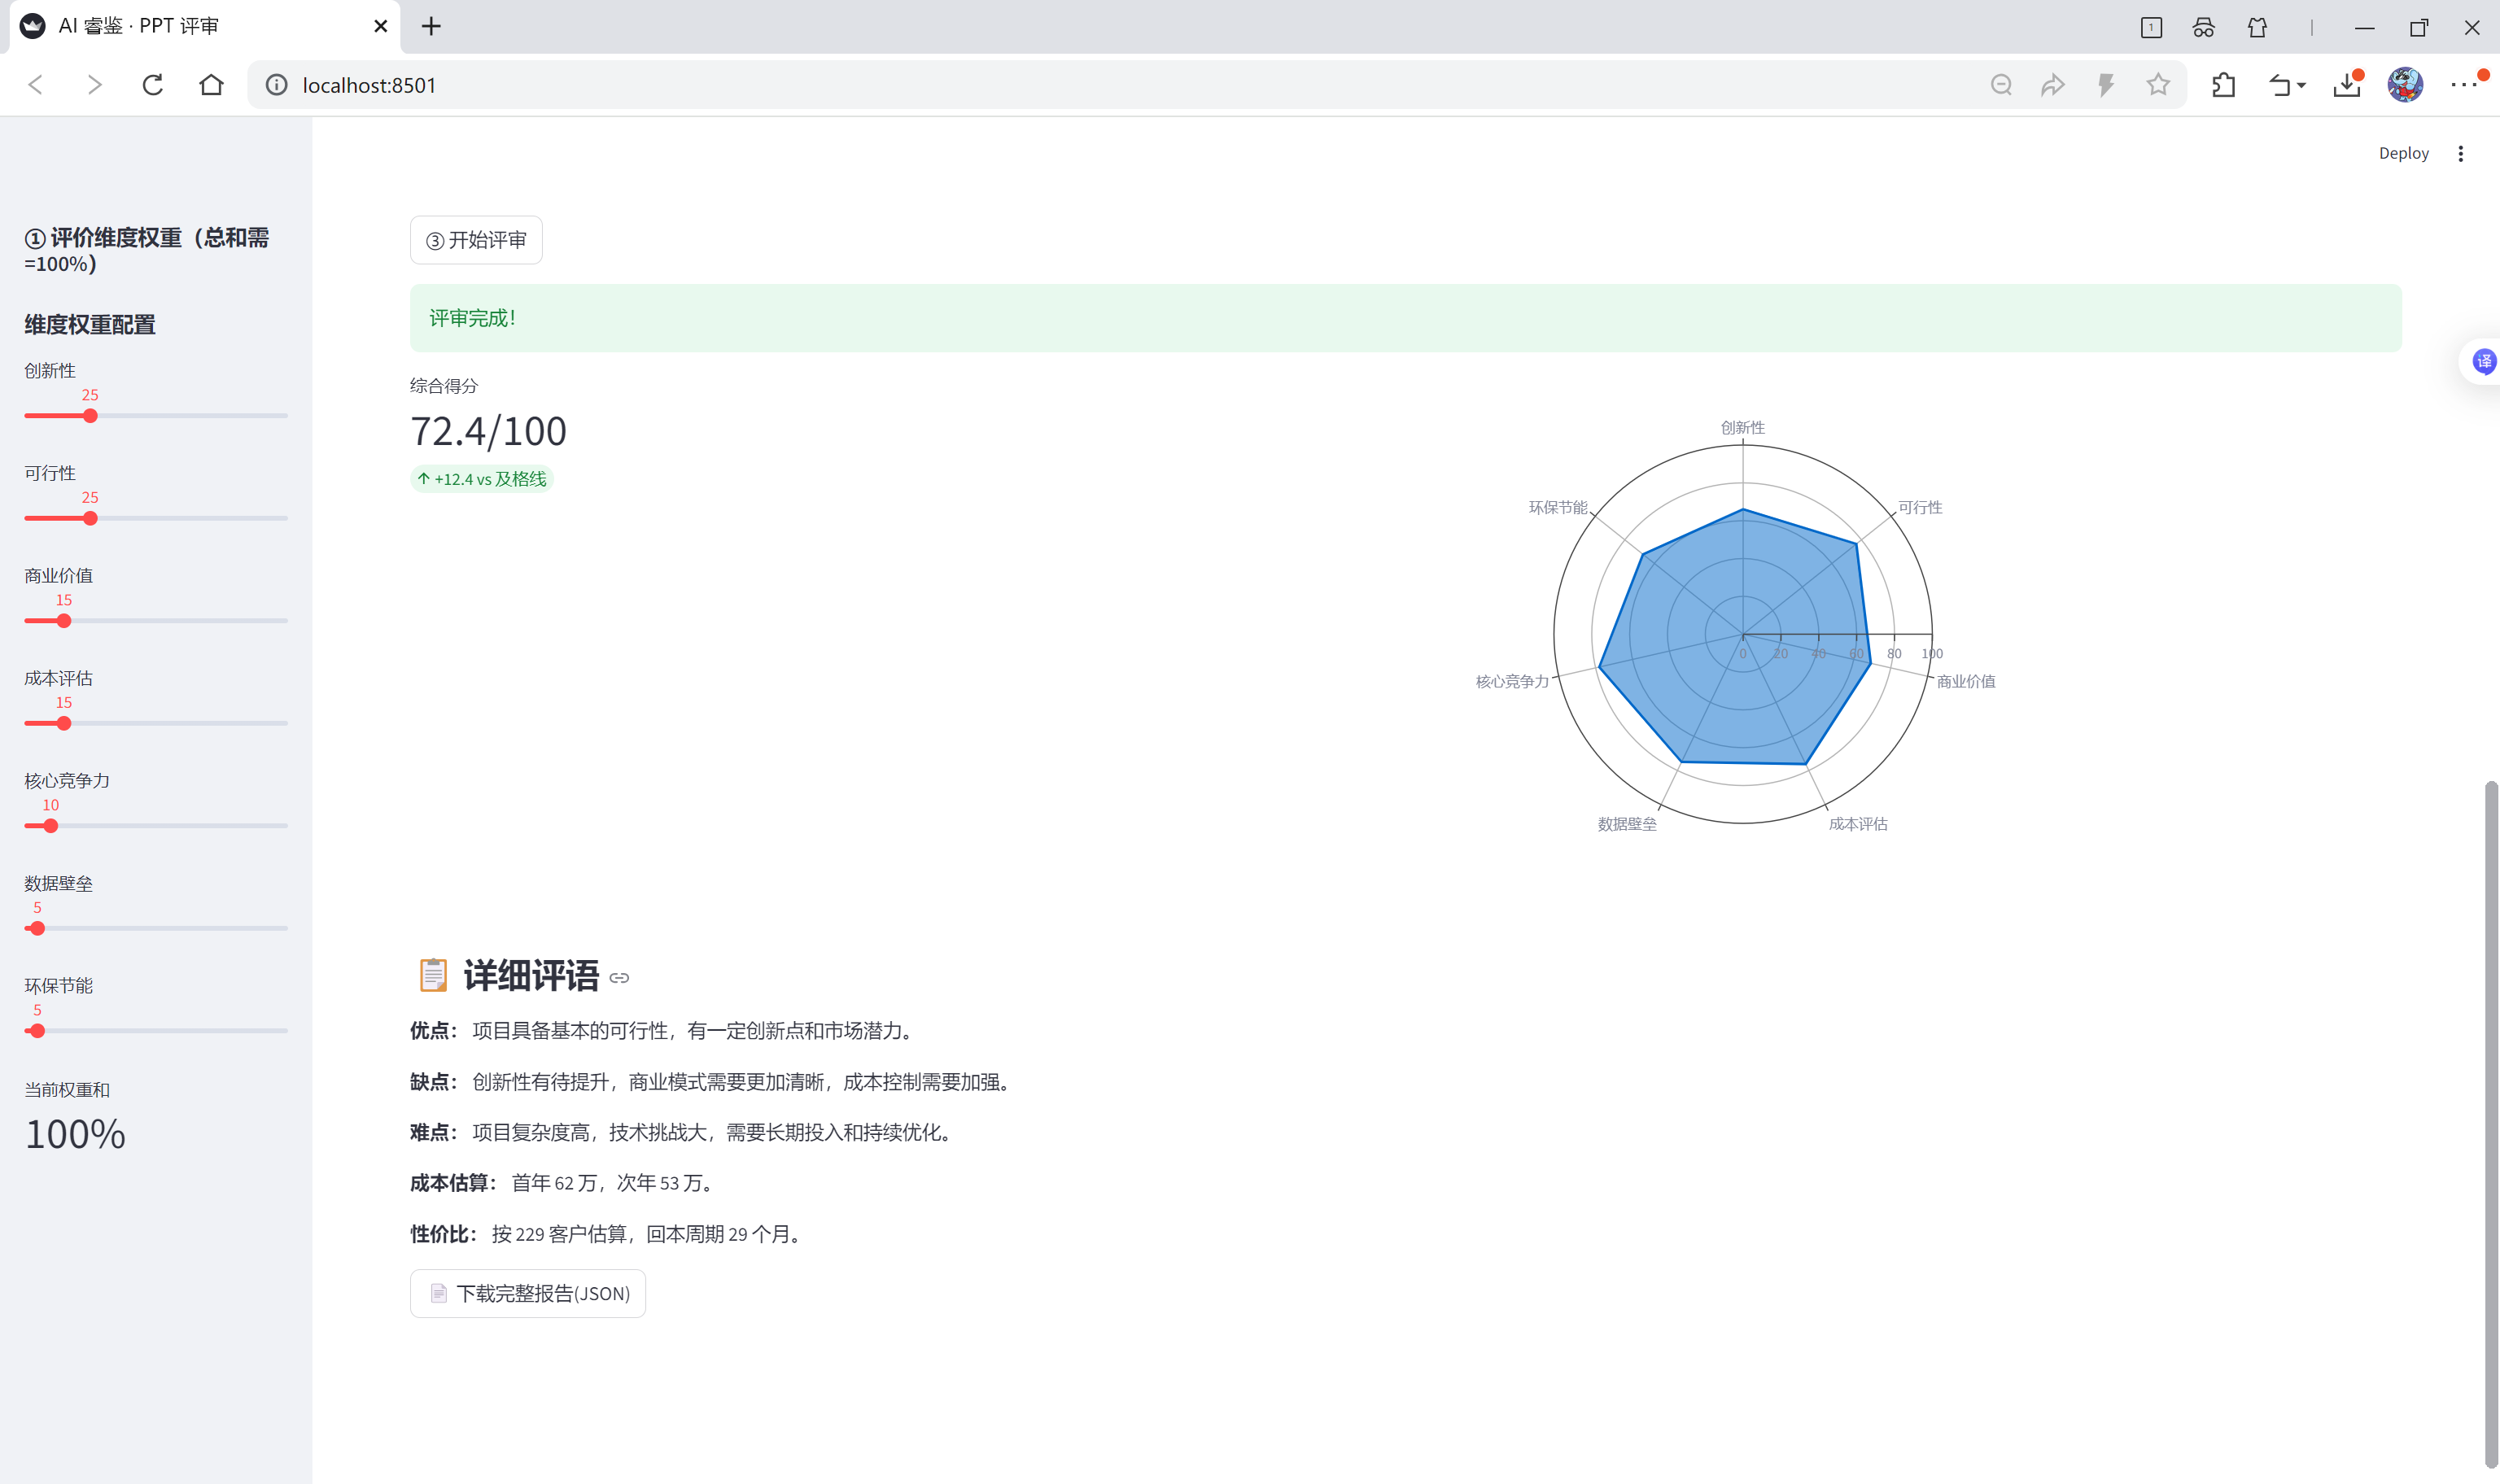 AI 睿鉴 · PPT 评审
1
localhost:8501
Deploy
① 评价维度权重（总和需
=100%）
维度权重配置
创新性
25
可行性
25
商业价值
15
成本评估
15
核心竞争力
10
数据壁垒
5
环保节能
5
当前权重和
100%
③ 开始评审
评审完成！
综合得分
72.4/100
↑ +12.4 vs 及格线
创新性
环保节能
可行性
0 20 40 60 80 100
核心竞争力
商业价值
数据壁垒
成本评估
译
详细评语
优点： 项目具备基本的可行性，有一定创新点和市场潜力。
缺点： 创新性有待提升，商业模式需要更加清晰，成本控制需要加强。
难点： 项目复杂度高，技术挑战大，需要长期投入和持续优化。
成本估算： 首年 62 万，次年 53 万。
性价比： 按 229 客户估算，回本周期 29 个月。
下载完整报告(JSON)